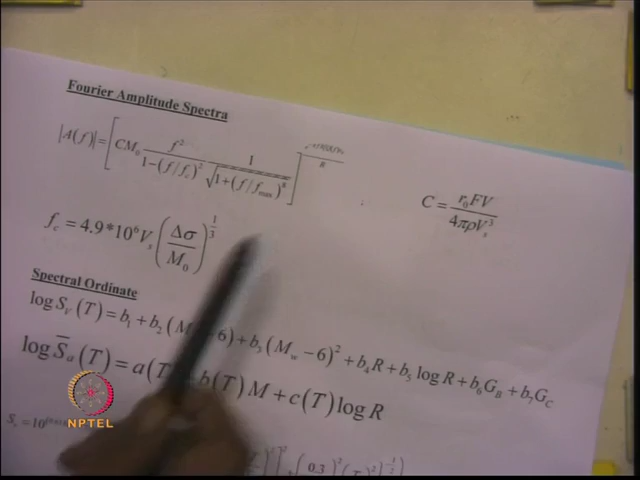 Fourier Amplitude Spectra
|A(f)| = [CM₀ f² / (1−(f/f_c)²) 1 / √(1+(f/f_max)⁸)]
C = r₀FV / 4πρV_s³
f_c = 4.9*10⁶V_s (Δσ / M₀)^(1/3)
Spectral Ordinate
log S_V(T) = b₁ + b₂(M −6) + b₃(M_w −6)² + b₄R + b₅ log R + b₆G_B + b₇G_C
log S̄_a(T) = a(T b(T)M + c(T) log R
NPTEL